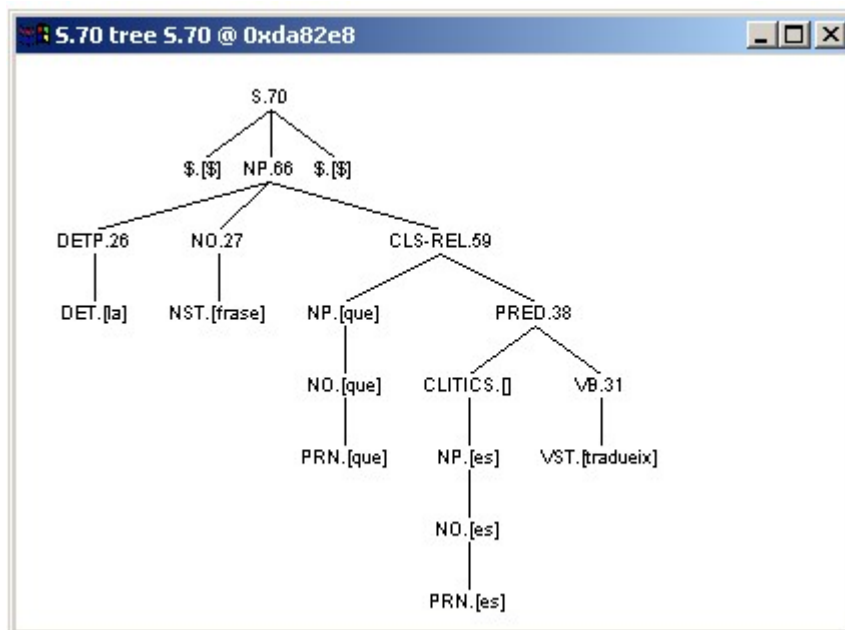 S.70 tree S.70 @ 0xda82e8
S.70
$.[$] NP.66 $.[$]
DETP.26 NO.27 CLS-REL.59
DET.[la] NST.[frase] NP.[que] PRED.38
NO.[que] CLITICS.[] VB.31
PRN.[que] NP.[es] VST.[tradueix]
NO.[es]
PRN.[es]